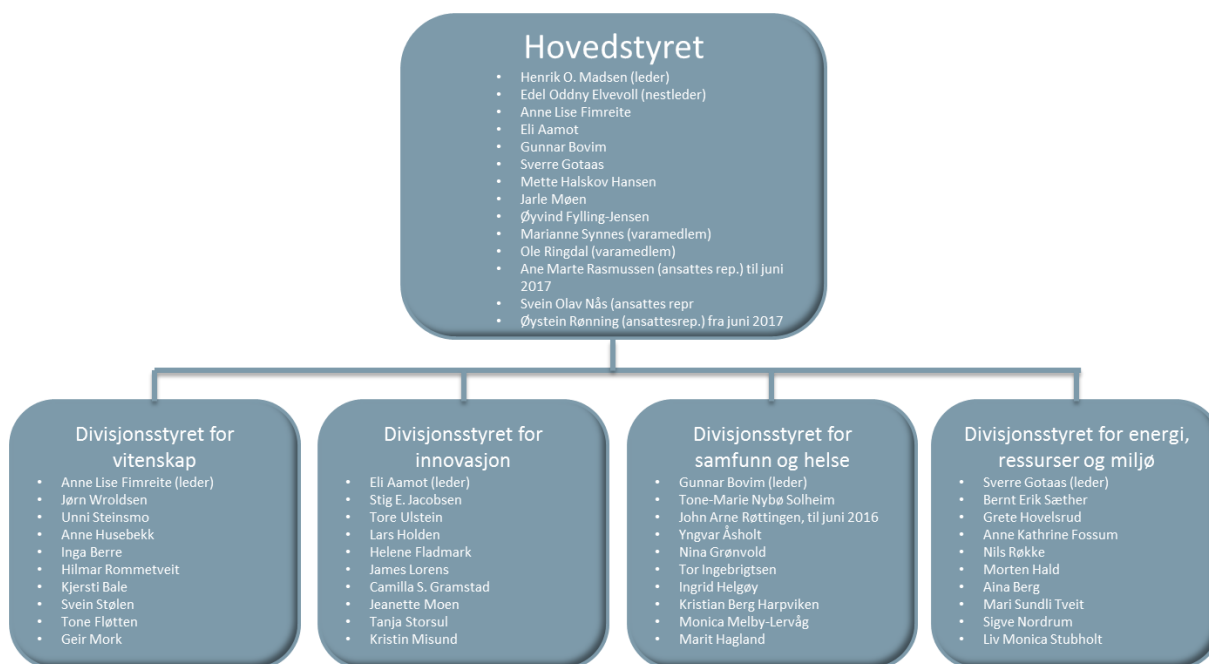 Hovedstyret
• Henrik O. Madsen (leder)
• Edel Oddny Elvevoll (nestleder)
• Anne Lise Fimreite
• Eli Aamot
• Gunnar Bovim
• Sverre Gotaas
• Mette Halskov Hansen
• Jarle Møen
• Øyvind Fylling-Jensen
• Marianne Synnes (varamedlem)
• Ole Ringdal (varamedlem)
• Ane Marte Rasmussen (ansattes rep.) til juni
2017
• Svein Olav Nås (ansattes repr
• Øystein Rønning (ansattesrep.) fra juni 2017
Divisjonsstyret for
vitenskap
• Anne Lise Fimreite (leder)
• Jørn Wroldsen
• Unni Steinsmo
• Anne Husebekk
• Inga Berre
• Hilmar Rommetveit
• Kjersti Bale
• Svein Stølen
• Tone Fløtten
• Geir Mork
Divisjonsstyret for
innovasjon
• Eli Aamot (leder)
• Stig E. Jacobsen
• Tore Ulstein
• Lars Holden
• Helene Fladmark
• James Lorens
• Camilla S. Gramstad
• Jeanette Moen
• Tanja Storsul
• Kristin Misund
Divisjonsstyret for
samfunn og helse
• Gunnar Bovim (leder)
• Tone-Marie Nybø Solheim
• John Arne Røttingen, til juni 2016
• Yngvar Åsholt
• Nina Grønvold
• Tor Ingebrigtsen
• Ingrid Helgøy
• Kristian Berg Harpviken
• Monica Melby-Lervåg
• Marit Hagland
Divisjonsstyret for energi,
ressurser og miljø
• Sverre Gotaas (leder)
• Bernt Erik Sæther
• Grete Hovelsrud
• Anne Kathrine Fossum
• Nils Røkke
• Morten Hald
• Aina Berg
• Mari Sundli Tveit
• Sigve Nordrum
• Liv Monica Stubholt